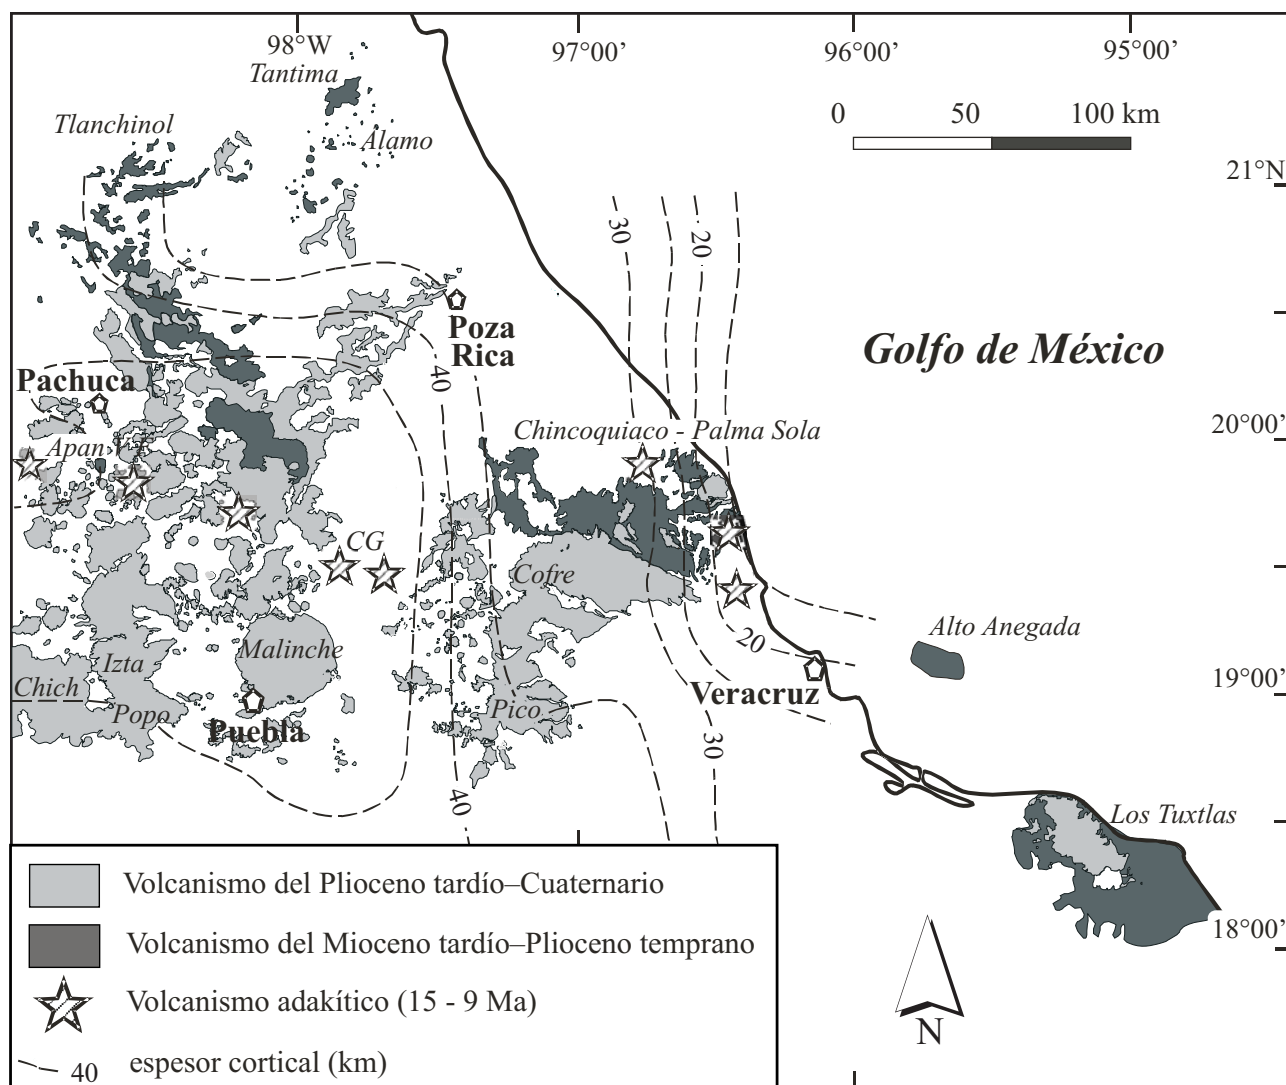 98°W
97°00'
96°00'
95°00'
Tantima
Tlanchinol
Alamo
0 50 100 km
21°N
30
20
Golfo de México
Poza
Rica
40
Pachuca
Chincoquiaco - Palma Sola
20°00'
Apan V F
CG
Cofre
Malinche
Izta
Chich
Popo
Puebla
Pico
20
Alto Anegada
Veracruz
19°00'
30
40
Los Tuxtlas
18°00'
N
Volcanismo del Plioceno tardío–Cuaternario
Volcanismo del Mioceno tardío–Plioceno temprano
Volcanismo adakítico (15 - 9 Ma)
40 espesor cortical (km)